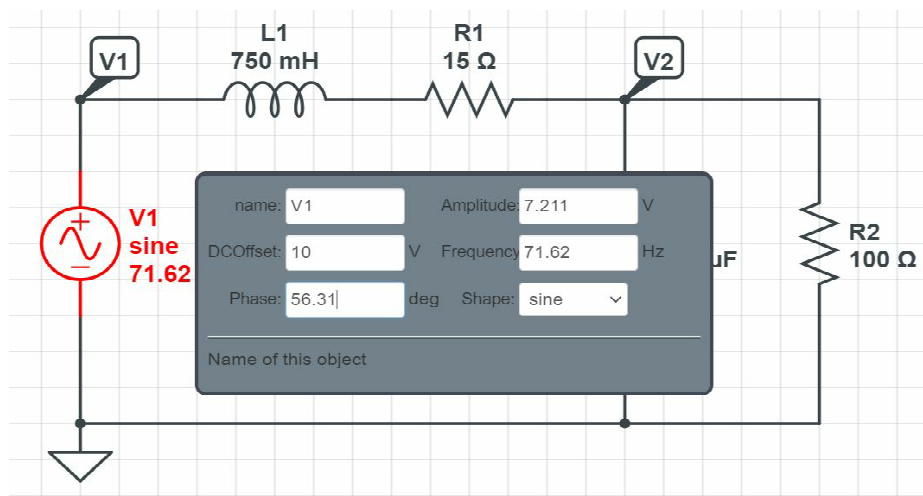 L1
750 mH
R1
15 Ω
V1
V2
V1
sine
71.62
name: V1
Amplitude: 7.211 V
DCOffset: 10 V
Frequency 71.62 Hz
Phase: 56.31 deg
Shape: sine
Name of this object
uF
R2
100 Ω